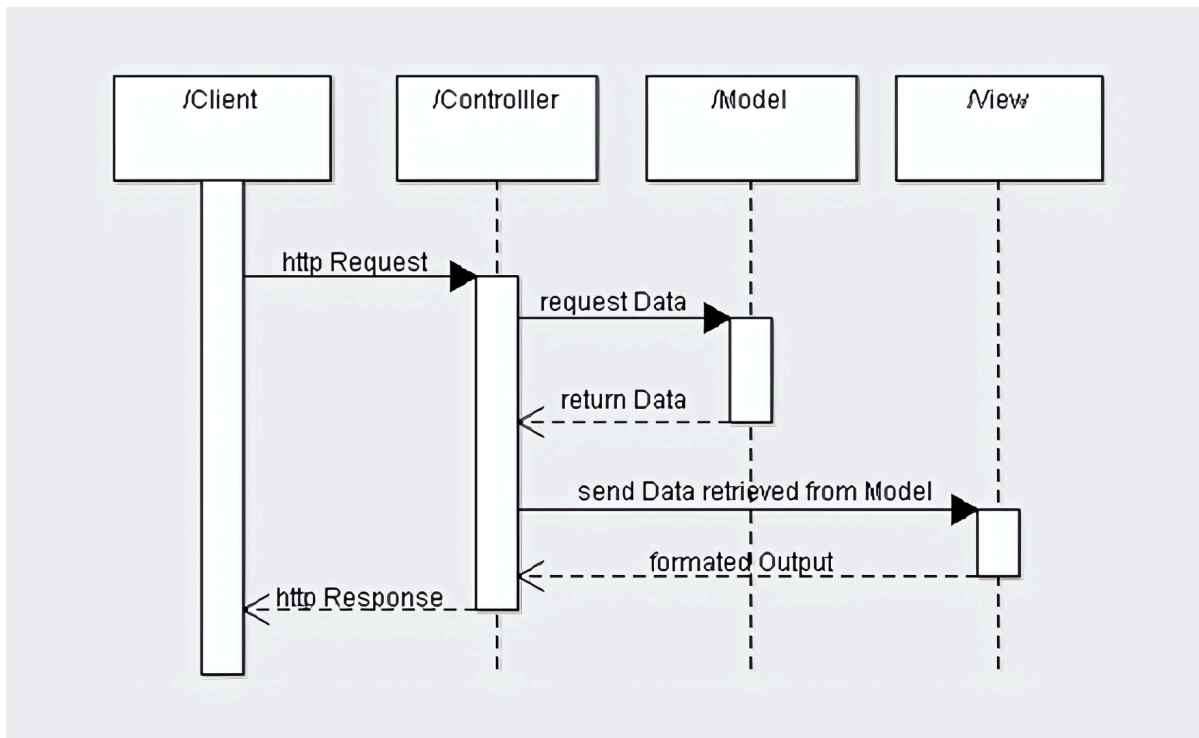 /Client
/Controlller
/Model
/View
http Request
request Data
return Data
send Data retrieved from Model
formated Output
http Response